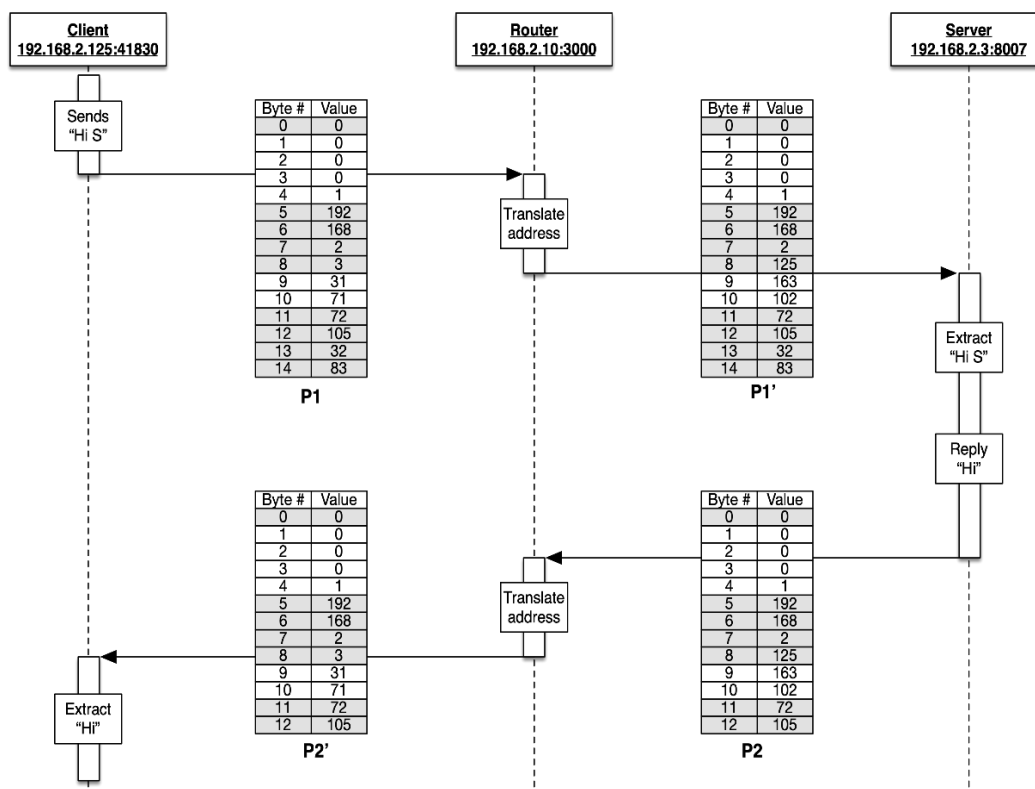 Client
192.168.2.125:41830
Router
192.168.2.10:3000
Server
192.168.2.3:8007
Sends
“Hi S”
Byte # Value
0 0
1 0
2 0
3 0
4 1
5 192
6 168
7 2
8 3
9 31
10 71
11 72
12 105
13 32
14 83
P1
Translate
address
Byte # Value
0 0
1 0
2 0
3 0
4 1
5 192
6 168
7 2
8 125
9 163
10 102
11 72
12 105
13 32
14 83
P1’
Extract
“Hi S”
Reply
“Hi”
Byte # Value
0 0
1 0
2 0
3 0
4 1
5 192
6 168
7 2
8 125
9 163
10 102
11 72
12 105
P2
Translate
address
Byte # Value
0 0
1 0
2 0
3 0
4 1
5 192
6 168
7 2
8 3
9 31
10 71
11 72
12 105
P2’
Extract
“Hi”